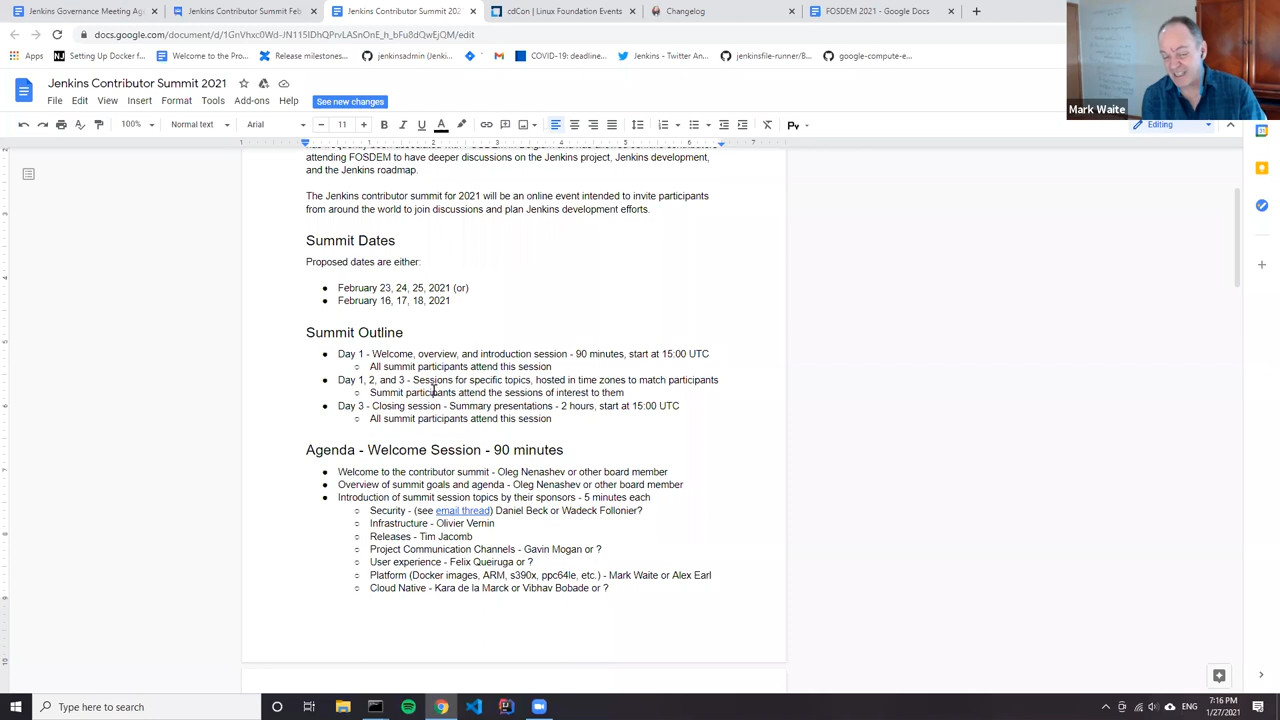 Jenkins Governance Meeting Ag
Jenkins Contributor Summit Feb
Jenkins Contributor Summit 202
cdCon | Linux Foundation Events
Changelog
FOSDEM 2021 - Google Docs
Apps
Setting Up Docker f...
Welcome to the Pro...
Release milestones...
jenkinsadmin (Jenki...
COVID-19: deadline...
Jenkins - Twitter An...
jenkinsfile-runner/B...
google-compute-e...
Jenkins Contributor Summit 2021
File Edit View Insert Format Tools Add-ons Help
See new changes
Mark Waite
100%
Normal text
Arial
11
Editing
attending FOSDEM to have deeper discussions on the Jenkins project, Jenkins development,
and the Jenkins roadmap.
The Jenkins contributor summit for 2021 will be an online event intended to invite participants
from around the world to join discussions and plan Jenkins development efforts.
Summit Dates
Proposed dates are either:
● February 23, 24, 25, 2021 (or)
● February 16, 17, 18, 2021
Summit Outline
● Day 1 - Welcome, overview, and introduction session - 90 minutes, start at 15:00 UTC
○ All summit participants attend this session
● Day 1, 2, and 3 - Sessions for specific topics, hosted in time zones to match participants
○ Summit participants attend the sessions of interest to them
● Day 3 - Closing session - Summary presentations - 2 hours, start at 15:00 UTC
○ All summit participants attend this session
Agenda - Welcome Session - 90 minutes
● Welcome to the contributor summit - Oleg Nenashev or other board member
● Overview of summit goals and agenda - Oleg Nenashev or other board member
● Introduction of summit session topics by their sponsors - 5 minutes each
○ Security - (see email thread) Daniel Beck or Wadeck Follonier?
○ Infrastructure - Olivier Vernin
○ Releases - Tim Jacomb
○ Project Communication Channels - Gavin Mogan or ?
○ User experience - Felix Queiruga or ?
○ Platform (Docker images, ARM, s390x, ppc64le, etc.) - Mark Waite or Alex Earl
○ Cloud Native - Kara de la Marck or Vibhav Bobade or ?
Type here to search
ENG
7:16 PM
1/27/2021